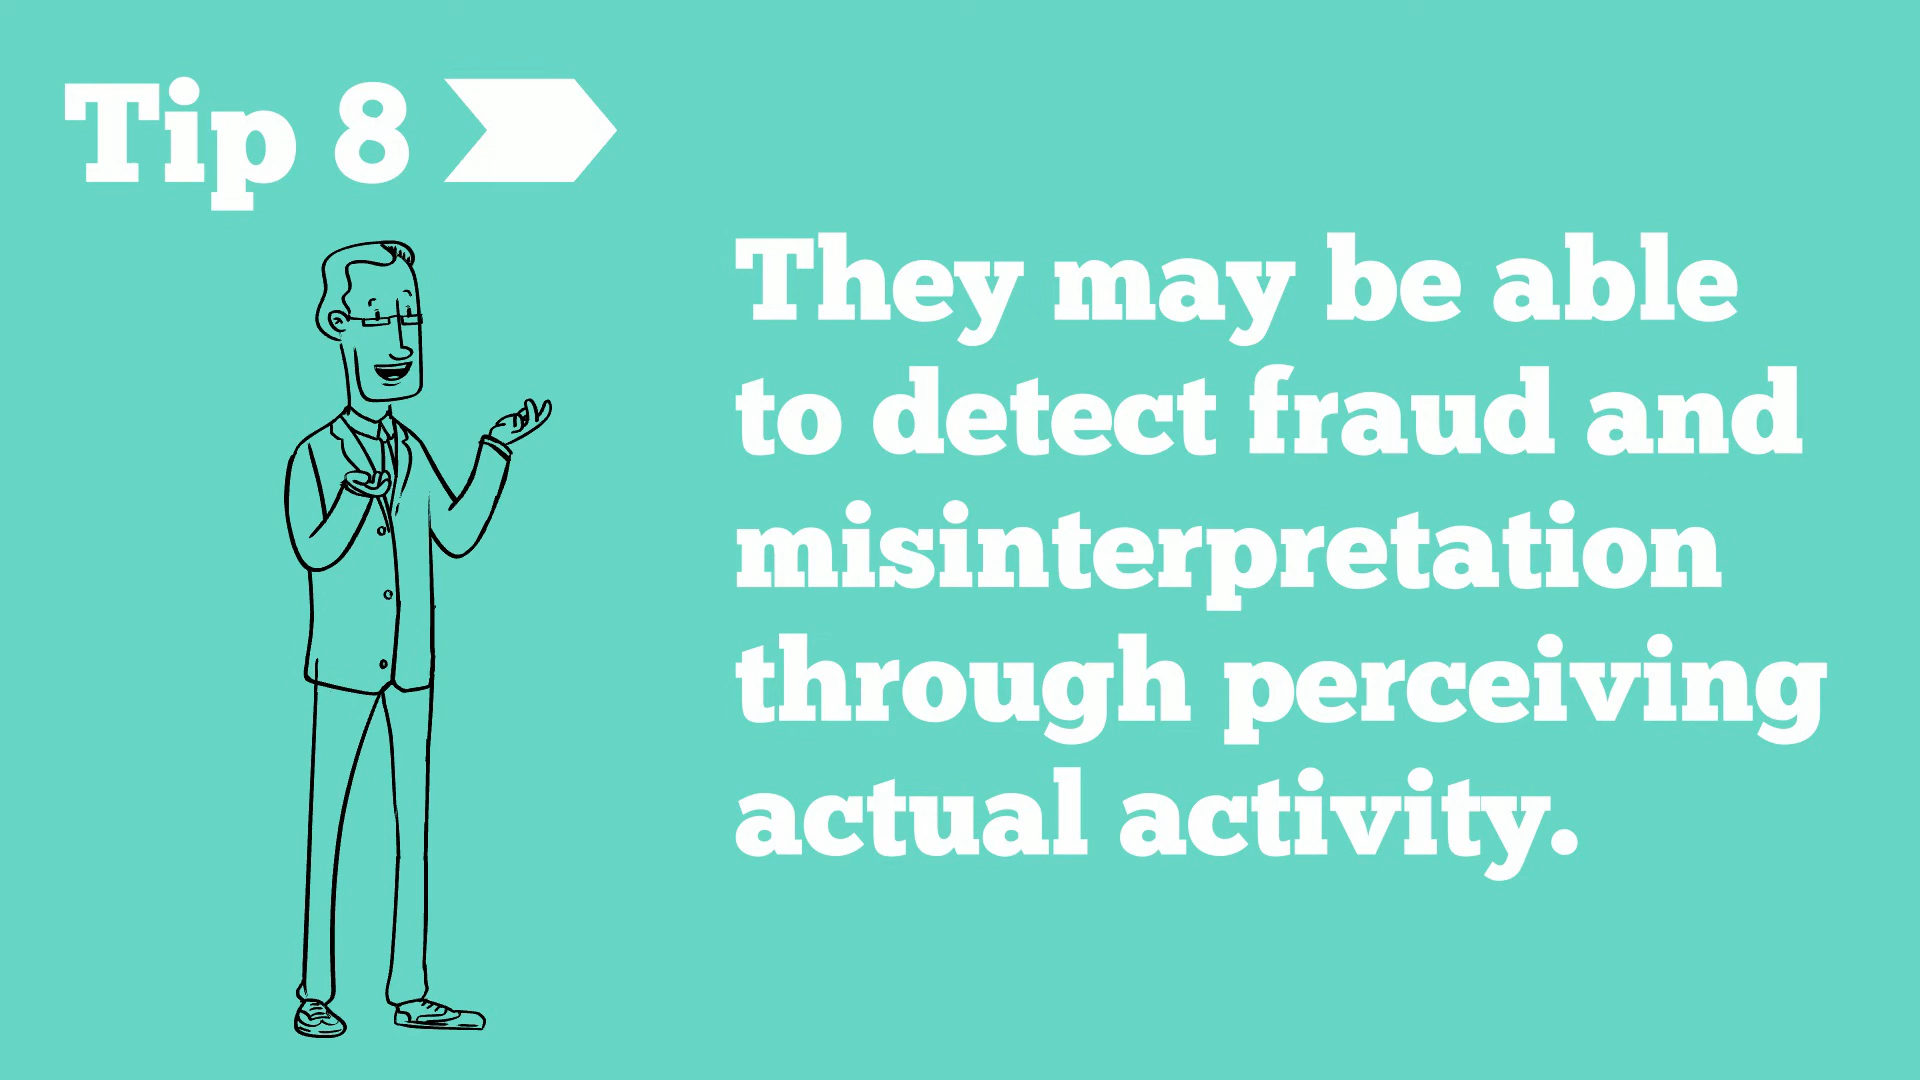 Tip 8
They may be able
to detect fraud and
misinterpretation
through perceiving
actual activity.